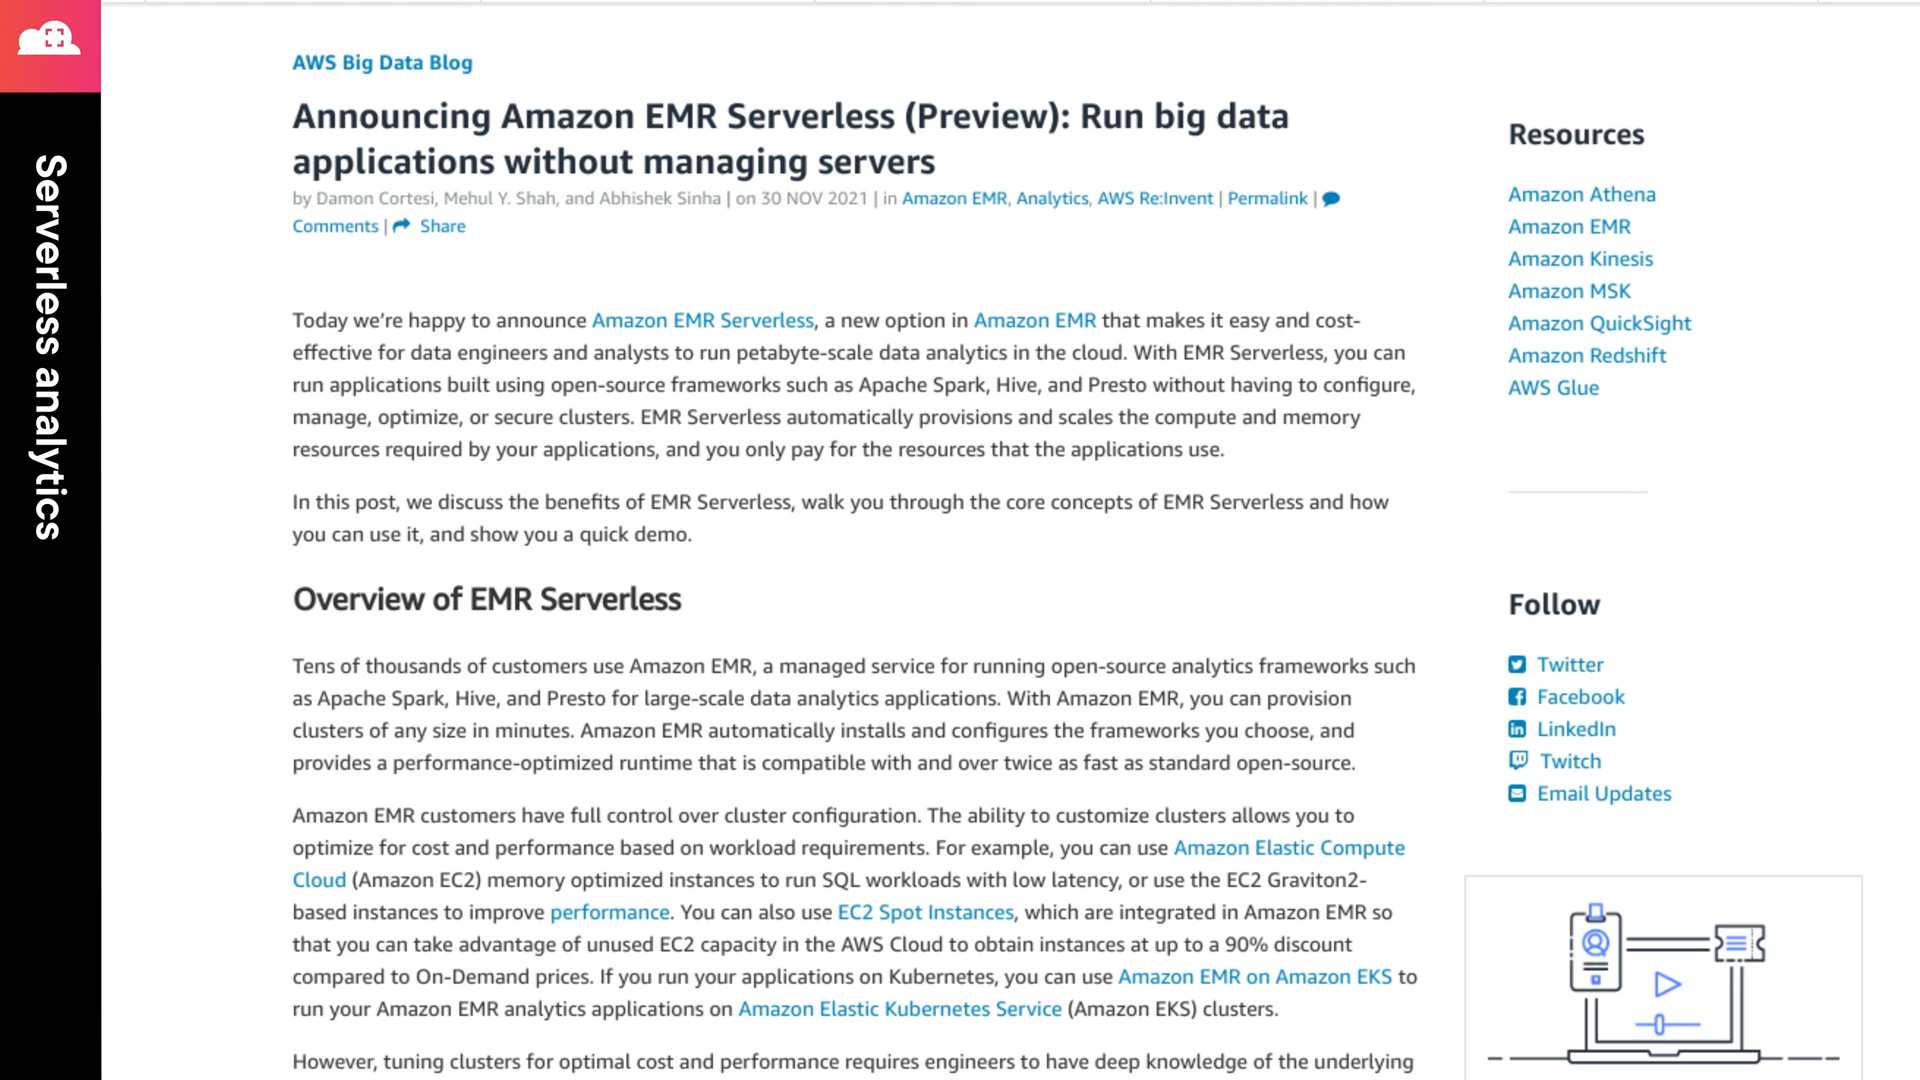 Serverless analytics
AWS Big Data Blog
Announcing Amazon EMR Serverless (Preview): Run big data
applications without managing servers
by Damon Cortesi, Mehul Y. Shah, and Abhishek Sinha | on 30 NOV 2021 | in Amazon EMR, Analytics, AWS Re:Invent | Permalink |
Comments | Share
Today we’re happy to announce Amazon EMR Serverless, a new option in Amazon EMR that makes it easy and cost-
effective for data engineers and analysts to run petabyte-scale data analytics in the cloud. With EMR Serverless, you can
run applications built using open-source frameworks such as Apache Spark, Hive, and Presto without having to configure,
manage, optimize, or secure clusters. EMR Serverless automatically provisions and scales the compute and memory
resources required by your applications, and you only pay for the resources that the applications use.
In this post, we discuss the benefits of EMR Serverless, walk you through the core concepts of EMR Serverless and how
you can use it, and show you a quick demo.
Overview of EMR Serverless
Tens of thousands of customers use Amazon EMR, a managed service for running open-source analytics frameworks such
as Apache Spark, Hive, and Presto for large-scale data analytics applications. With Amazon EMR, you can provision
clusters of any size in minutes. Amazon EMR automatically installs and configures the frameworks you choose, and
provides a performance-optimized runtime that is compatible with and over twice as fast as standard open-source.
Amazon EMR customers have full control over cluster configuration. The ability to customize clusters allows you to
optimize for cost and performance based on workload requirements. For example, you can use Amazon Elastic Compute
Cloud (Amazon EC2) memory optimized instances to run SQL workloads with low latency, or use the EC2 Graviton2-
based instances to improve performance. You can also use EC2 Spot Instances, which are integrated in Amazon EMR so
that you can take advantage of unused EC2 capacity in the AWS Cloud to obtain instances at up to a 90% discount
compared to On-Demand prices. If you run your applications on Kubernetes, you can use Amazon EMR on Amazon EKS to
run your Amazon EMR analytics applications on Amazon Elastic Kubernetes Service (Amazon EKS) clusters.
However, tuning clusters for optimal cost and performance requires engineers to have deep knowledge of the underlying
Resources
Amazon Athena
Amazon EMR
Amazon Kinesis
Amazon MSK
Amazon QuickSight
Amazon Redshift
AWS Glue
Follow
Twitter
Facebook
LinkedIn
Twitch
Email Updates